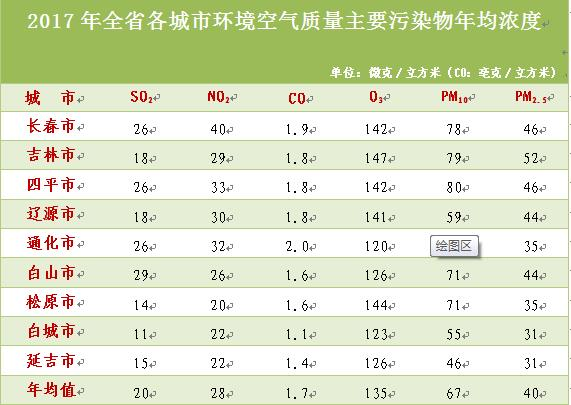 2017年全省各城市环境空气质量主要污染物年均浓度
单位：微克/立方米（CO：毫克/立方米）
城 市 SO₂ NO₂ CO O₃ PM₁₀ PM₂.₅
长春市 26 40 1.9 142 78 46
吉林市 18 29 1.8 147 79 52
四平市 26 33 1.8 142 80 46
辽源市 18 30 1.8 141 59 44
通化市 26 32 2.0 120 绘图区 35
白山市 29 26 1.6 126 71 44
松原市 14 20 1.6 144 71 35
白城市 11 22 1.1 123 55 31
延吉市 15 22 1.4 126 46 31
年均值 20 28 1.7 135 67 40